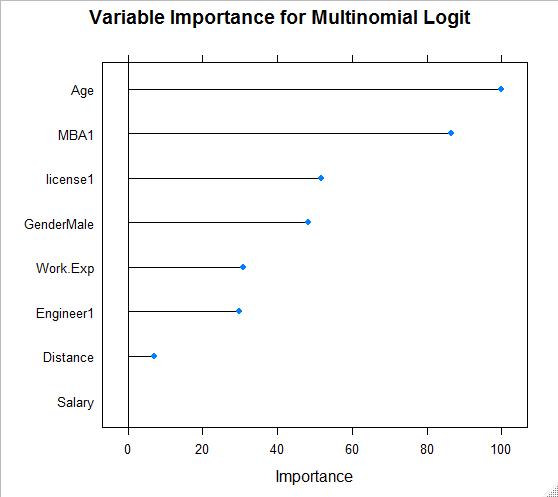 Variable Importance for Multinomial Logit
Age
MBA1
license1
GenderMale
Work.Exp
Engineer1
Distance
Salary
0 20 40 60 80 100
Importance